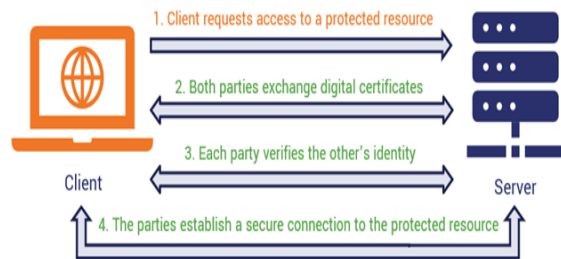 1. Client requests access to a protected resource
2. Both parties exchange digital certificates
3. Each party verifies the other's identity
Client
Server
4. The parties establish a secure connection to the protected resource